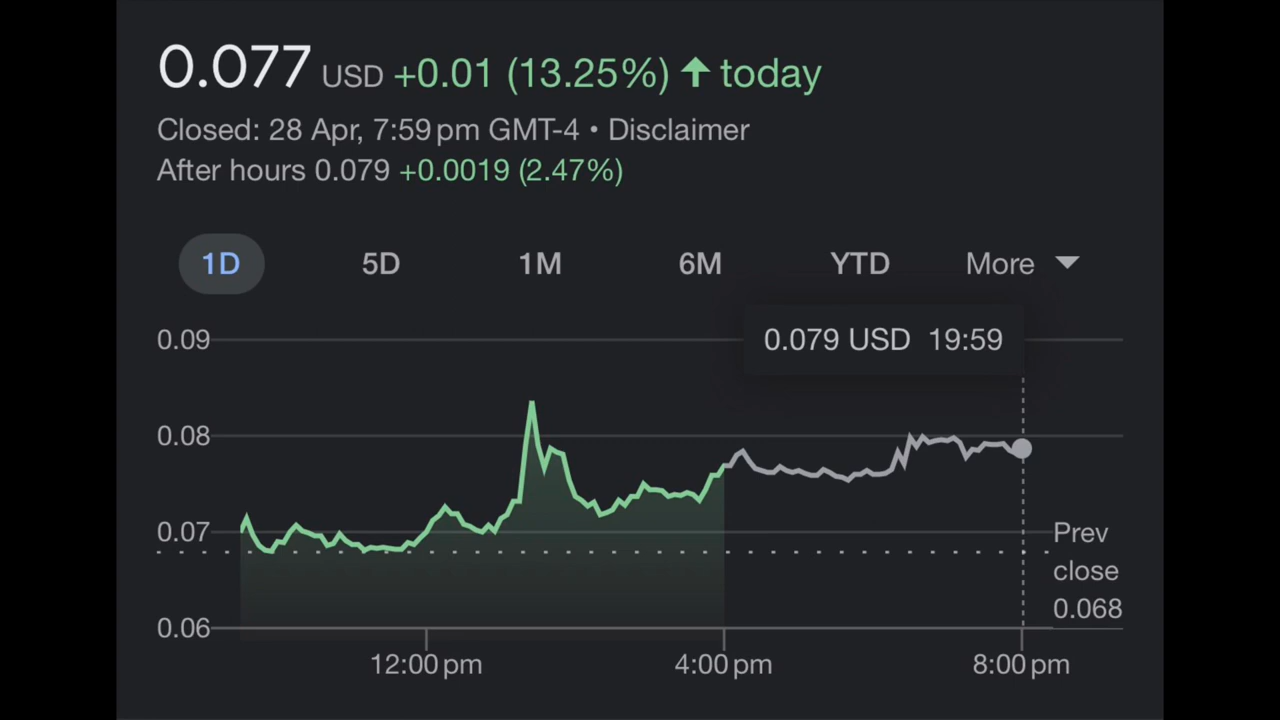 0.077 USD +0.01 (13.25%) ↑ today
Closed: 28 Apr, 7:59 pm GMT-4 • Disclaimer
After hours 0.079 +0.0019 (2.47%)
1D 5D 1M 6M YTD More
0.079 USD 19:59
0.09
0.08
0.07
0.06
Prev
close
0.068
12:00 pm 4:00 pm 8:00 pm